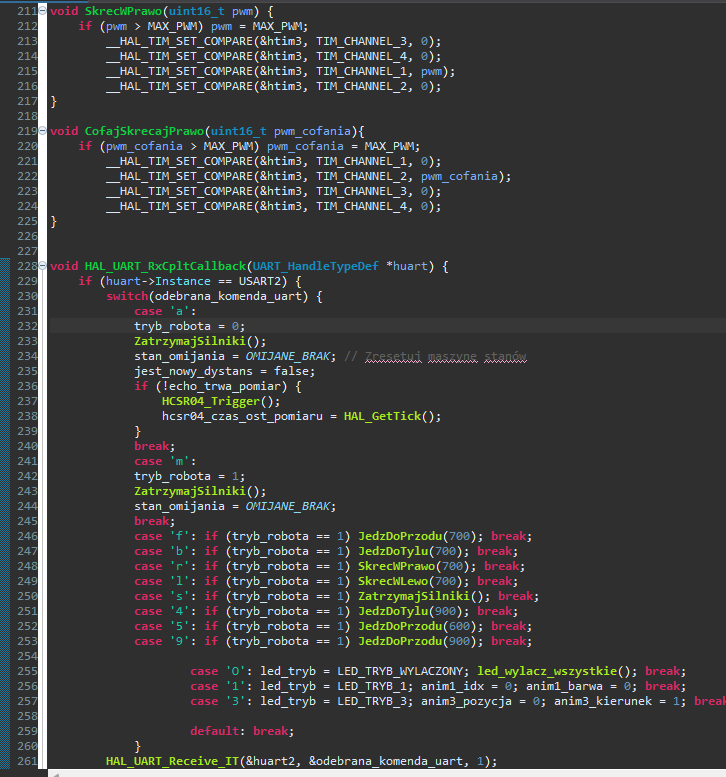 211 void SkrecWPrawo(uint16_t pwm) {
212     if (pwm > MAX_PWM) pwm = MAX_PWM;
213         __HAL_TIM_SET_COMPARE(&htim3, TIM_CHANNEL_3, 0);
214         __HAL_TIM_SET_COMPARE(&htim3, TIM_CHANNEL_4, 0);
215         __HAL_TIM_SET_COMPARE(&htim3, TIM_CHANNEL_1, pwm);
216         __HAL_TIM_SET_COMPARE(&htim3, TIM_CHANNEL_2, 0);
217 }
218
219 void CofajSkrecajPrawo(uint16_t pwm_cofania){
220     if (pwm_cofania > MAX_PWM) pwm_cofania = MAX_PWM;
221         __HAL_TIM_SET_COMPARE(&htim3, TIM_CHANNEL_1, 0);
222         __HAL_TIM_SET_COMPARE(&htim3, TIM_CHANNEL_2, pwm_cofania);
223         __HAL_TIM_SET_COMPARE(&htim3, TIM_CHANNEL_3, 0);
224         __HAL_TIM_SET_COMPARE(&htim3, TIM_CHANNEL_4, 0);
225 }
226
227
228 void HAL_UART_RxCpltCallback(UART_HandleTypeDef *huart) {
229     if (huart->Instance == USART2) {
230         switch(odebrana_komenda_uart) {
231             case 'a':
232             tryb_robota = 0;
233             ZatrzymajSilniki();
234             stan_omijania = OMIJANE_BRAK; // Zresetuj maszynę stanów
235             jest_nowy_dystans = false;
236             if (!echo_trwa_pomiar) {
237                 HCSR04_Trigger();
238                 hcsr04_czas_ost_pomiaru = HAL_GetTick();
239             }
240             break;
241             case 'm':
242             tryb_robota = 1;
243             ZatrzymajSilniki();
244             stan_omijania = OMIJANE_BRAK;
245             break;
246             case 'f': if (tryb_robota == 1) JedzDoPrzodu(700); break;
247             case 'b': if (tryb_robota == 1) JedzDoTylu(700); break;
248             case 'r': if (tryb_robota == 1) SkrecWPrawo(700); break;
249             case 'l': if (tryb_robota == 1) SkrecWLewo(700); break;
250             case 's': if (tryb_robota == 1) ZatrzymajSilniki(); break;
251             case '4': if (tryb_robota == 1) JedzDoTylu(900); break;
252             case '5': if (tryb_robota == 1) JedzDoPrzodu(600); break;
253             case '9': if (tryb_robota == 1) JedzDoPrzodu(900); break;
254
255                     case 'O': led_tryb = LED_TRYB_WYLACZONY; led_wylacz_wszystkie(); break;
256                     case '1': led_tryb = LED_TRYB_1; anim1_idx = 0; anim1_barwa = 0; break;
257                     case '3': led_tryb = LED_TRYB_3; anim3_pozycja = 0; anim3_kierunek = 1; break
258
259                     default: break;
260             }
261         HAL_UART_Receive_IT(&huart2, &odebrana_komenda_uart, 1);